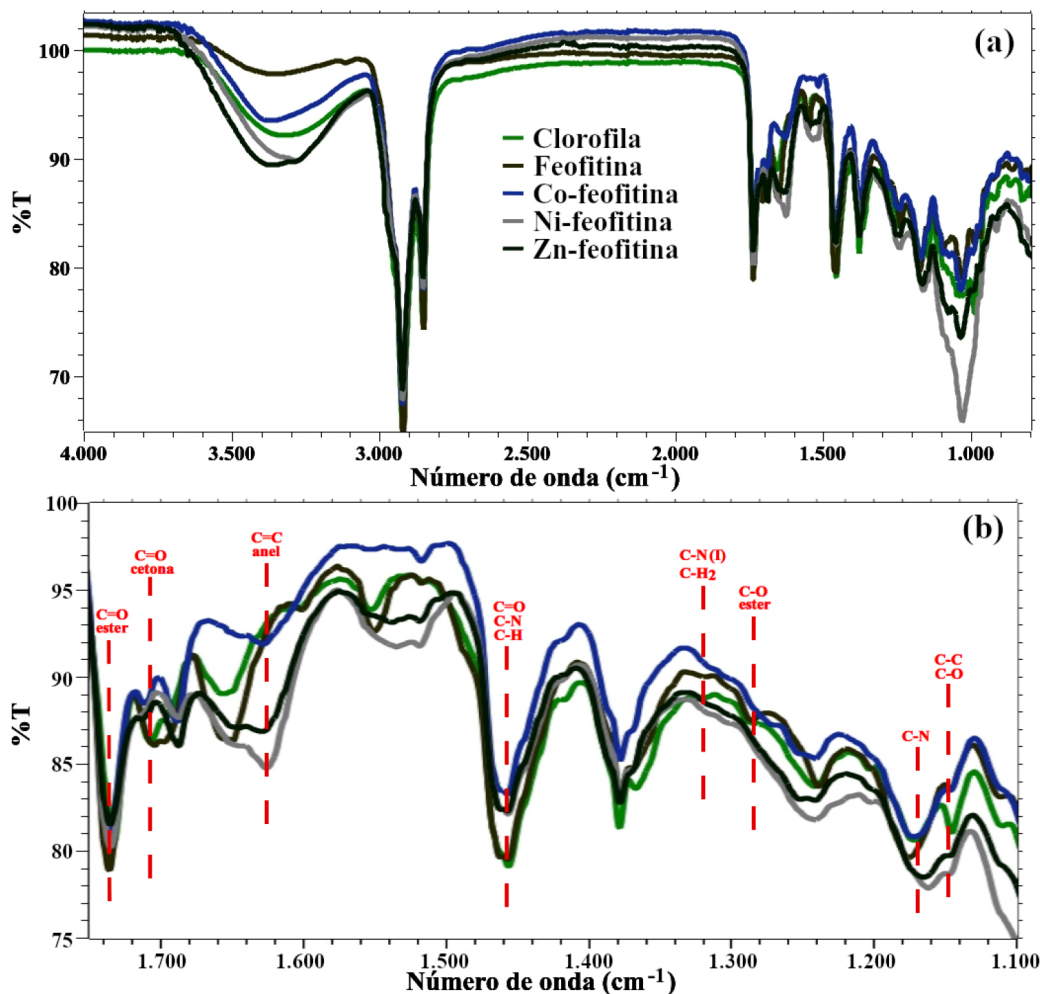 (a)
100
90
80
70
%T
Clorofila
Feofitina
Co-feofitina
Ni-feofitina
Zn-feofitina
4.000 3.500 3.000 2.500 2.000 1.500 1.000
Número de onda (cm⁻¹)
(b)
100
95
90
85
80
75
%T
C=O
ester
C=O
cetona
C=C
anel
C=O
C-N
C-H
C-N(I)
C-H2
C-O
ester
C-N
C-C
C-O
1.700 1.600 1.500 1.400 1.300 1.200 1.100
Número de onda (cm⁻¹)